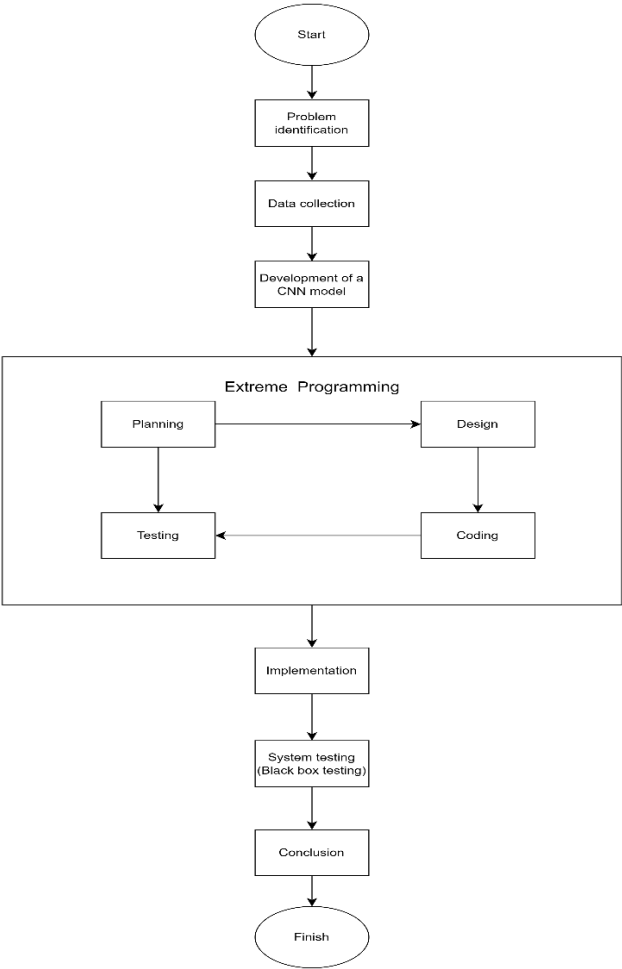 Start
Problem
identification
Data collection
Development of a
CNN model
Extreme Programming
Planning
Design
Testing
Coding
Implementation
System testing
(Black box testing)
Conclusion
Finish